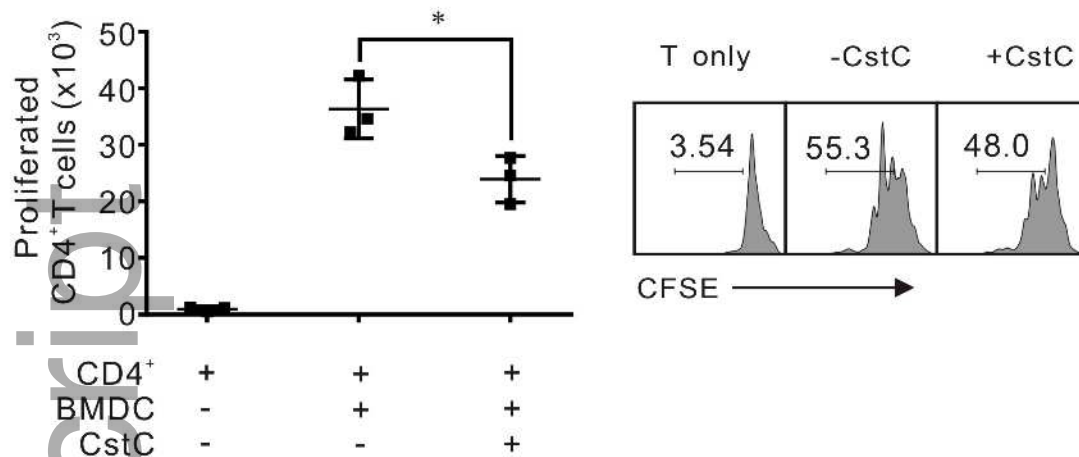 50
40
30
20
10
0
Proliferated
CD4⁺T cells (x10³)
*
CD4⁺ + + +
BMDC - + +
CstC - - +
T only -CstC +CstC
3.54 55.3 48.0
CFSE
cript